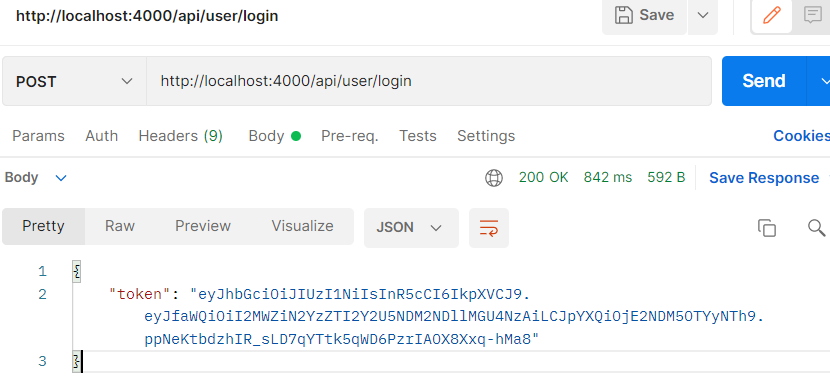 http://localhost:4000/api/user/login
Save
POST
http://localhost:4000/api/user/login
Send
Params Auth Headers (9) Body Pre-req. Tests Settings Cookies
Body 200 OK 842 ms 592 B Save Response
Pretty Raw Preview Visualize JSON
1 {
2 "token": "eyJhbGciOiJIUzI1NiIsInR5cCI6IkpXVCJ9.
eyJfaWQiOiI2MWZiN2YzZTI2Y2U5NDM2NDllMGU4NzAiLCJpYXQiOjE2NDM5OTYyNTh9.
ppNeKtbdzhIR_sLD7qYTtk5qWD6PzrIAOX8Xxq-hMa8"
3 }